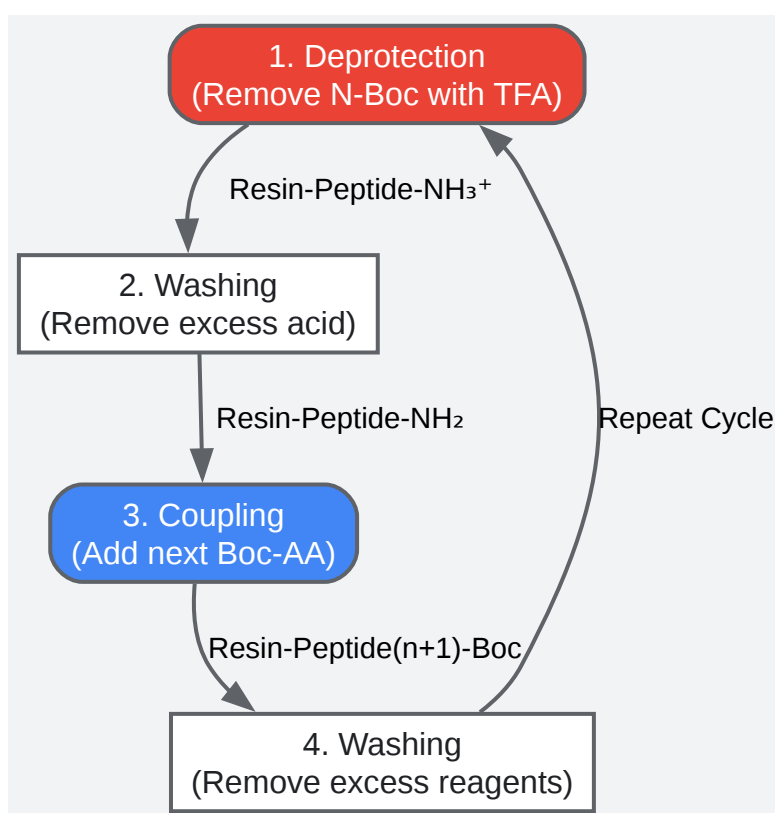 1. Deprotection
(Remove N-Boc with TFA)
Resin-Peptide-NH₃⁺
2. Washing
(Remove excess acid)
Resin-Peptide-NH₂
Repeat Cycle
3. Coupling
(Add next Boc-AA)
Resin-Peptide(n+1)-Boc
4. Washing
(Remove excess reagents)